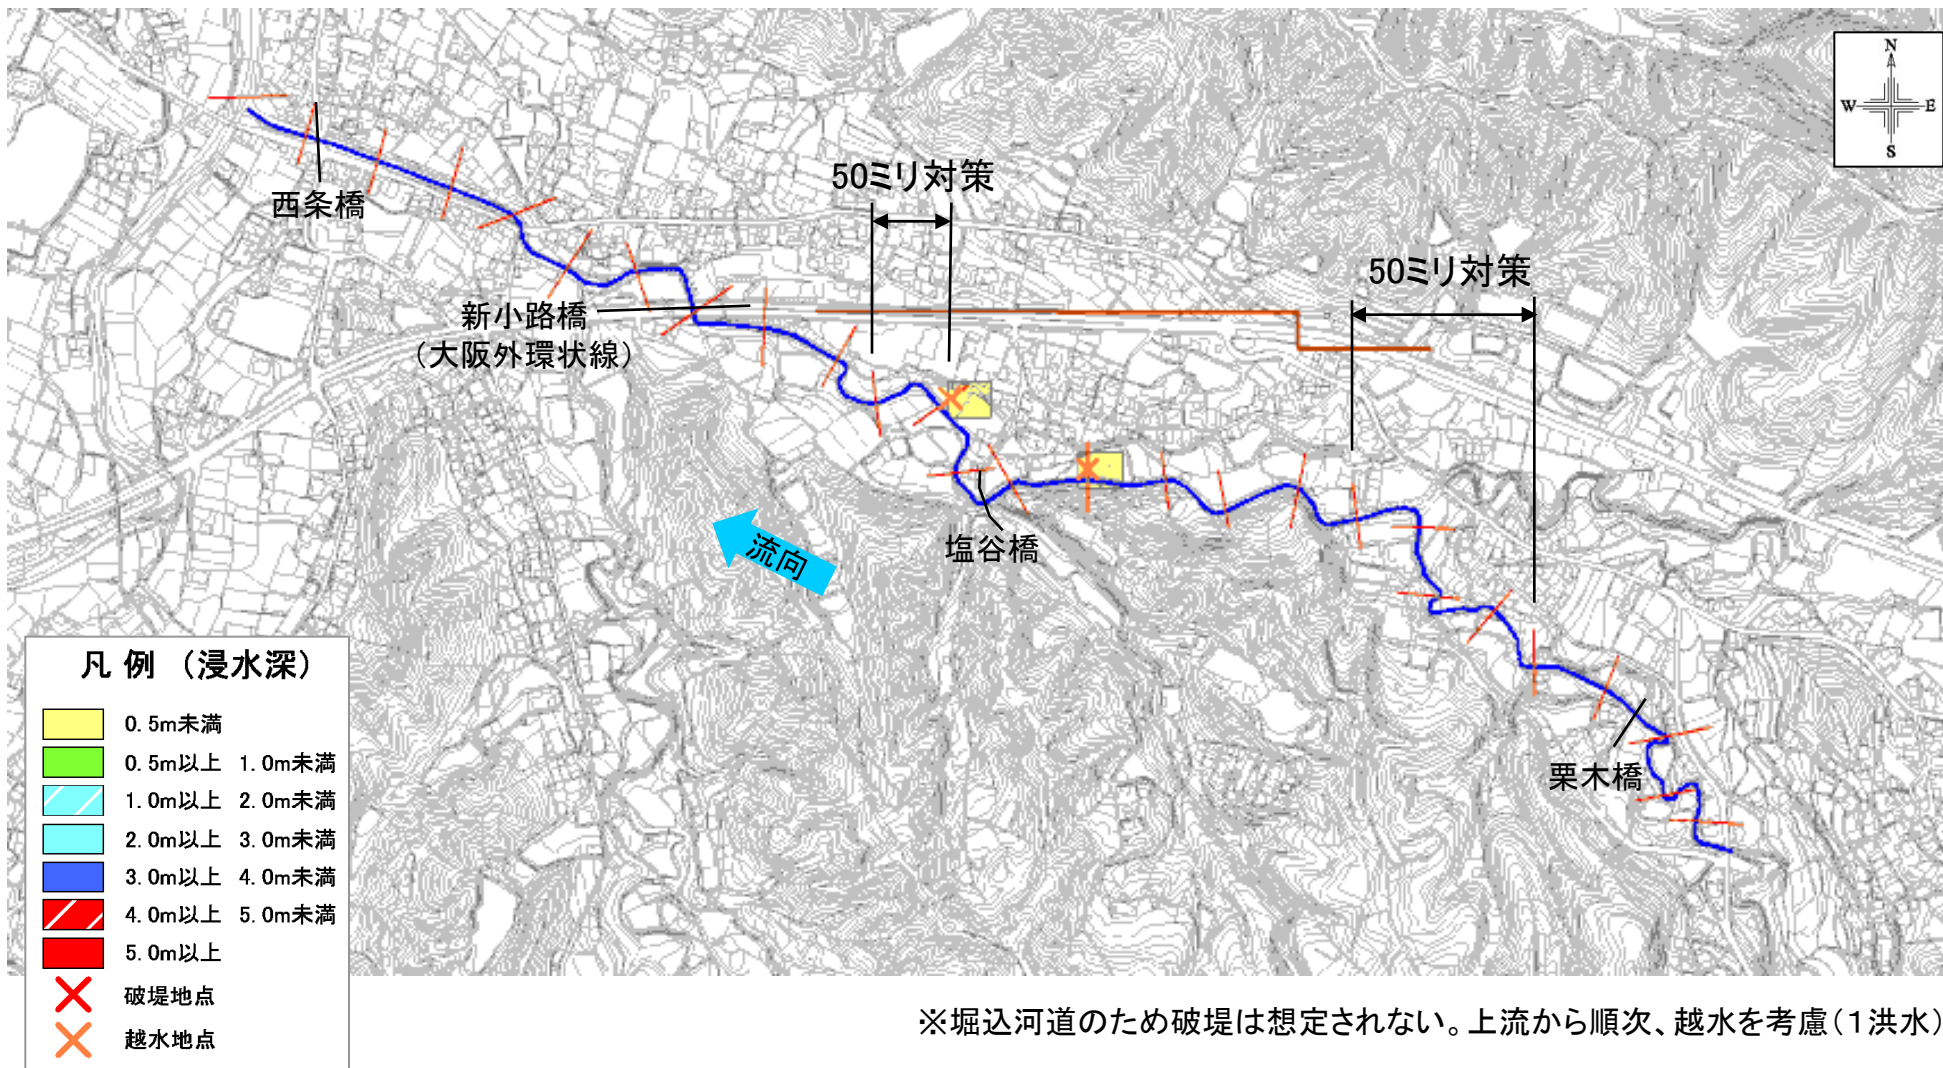 N
W E
S
50ミリ対策
西条橋
50ミリ対策
新小路橋
（大阪外環状線）
塩谷橋
流向
栗木橋
凡 例 （浸水深）
0.5m未満
0.5m以上 1.0m未満
1.0m以上 2.0m未満
2.0m以上 3.0m未満
3.0m以上 4.0m未満
4.0m以上 5.0m未満
5.0m以上
破堤地点
越水地点
※堀込河道のため破堤は想定されない。上流から順次、越水を考慮（１洪水）